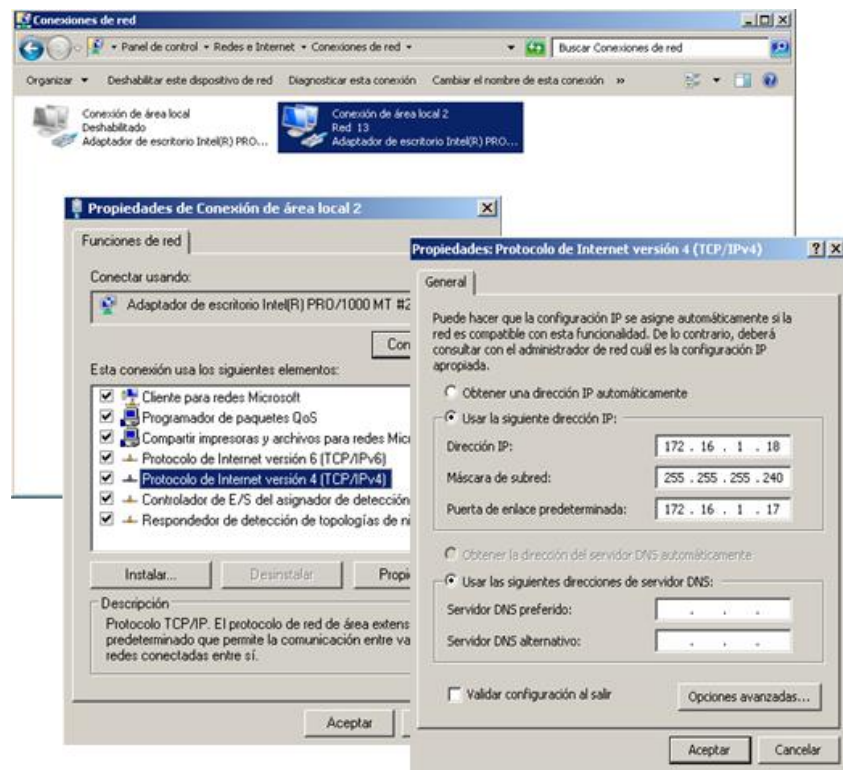 Conexiones de red
Panel de control
Redes e Internet
Conexiones de red
Buscar Conexiones de red
Organizar
Deshabilitar este dispositivo de red
Diagnosticar esta conexión
Cambiar el nombre de esta conexión
»
Conexión de área local
Deshabilitado
Adaptador de escritorio Intel(R) PRO...
Conexión de área local 2
Red 13
Adaptador de escritorio Intel(R) PRO...
Propiedades de Conexión de área local 2
Funciones de red
Conectar usando:
Adaptador de escritorio Intel(R) PRO/1000 MT #2
Con
Esta conexión usa los siguientes elementos:
Cliente para redes Microsoft
Programador de paquetes QoS
Compartir impresoras y archivos para redes Micr
Protocolo de Internet versión 6 (TCP/IPv6)
Protocolo de Internet versión 4 (TCP/IPv4)
Controlador de E/S del asignador de detección
Respondedor de detección de topologías de ni
Instalar...
Desinstalar
Propi
Descripción
Protocolo TCP/IP. El protocolo de red de área extens
predeterminado que permite la comunicación entre va
redes conectadas entre sí.
Aceptar
Propiedades: Protocolo de Internet versión 4 (TCP/IPv4)
General
Puede hacer que la configuración IP se asigne automáticamente si la
red es compatible con esta funcionalidad. De lo contrario, deberá
consultar con el administrador de red cuál es la configuración IP
apropiada.
Obtener una dirección IP automáticamente
Usar la siguiente dirección IP:
Dirección IP:
172 . 16 . 1 . 18
Máscara de subred:
255 . 255 . 255 . 240
Puerta de enlace predeterminada:
172 . 16 . 1 . 17
Obtener la dirección del servidor DNS automáticamente
Usar las siguientes direcciones de servidor DNS:
Servidor DNS preferido:
. . .
Servidor DNS alternativo:
. . .
Validar configuración al salir
Opciones avanzadas...
Aceptar
Cancelar